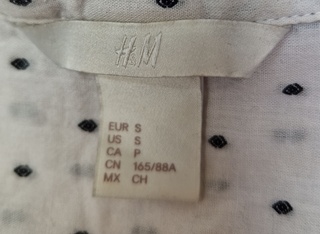 H&M
EUR S
US S
CA P
CN 165/88A
MX CH